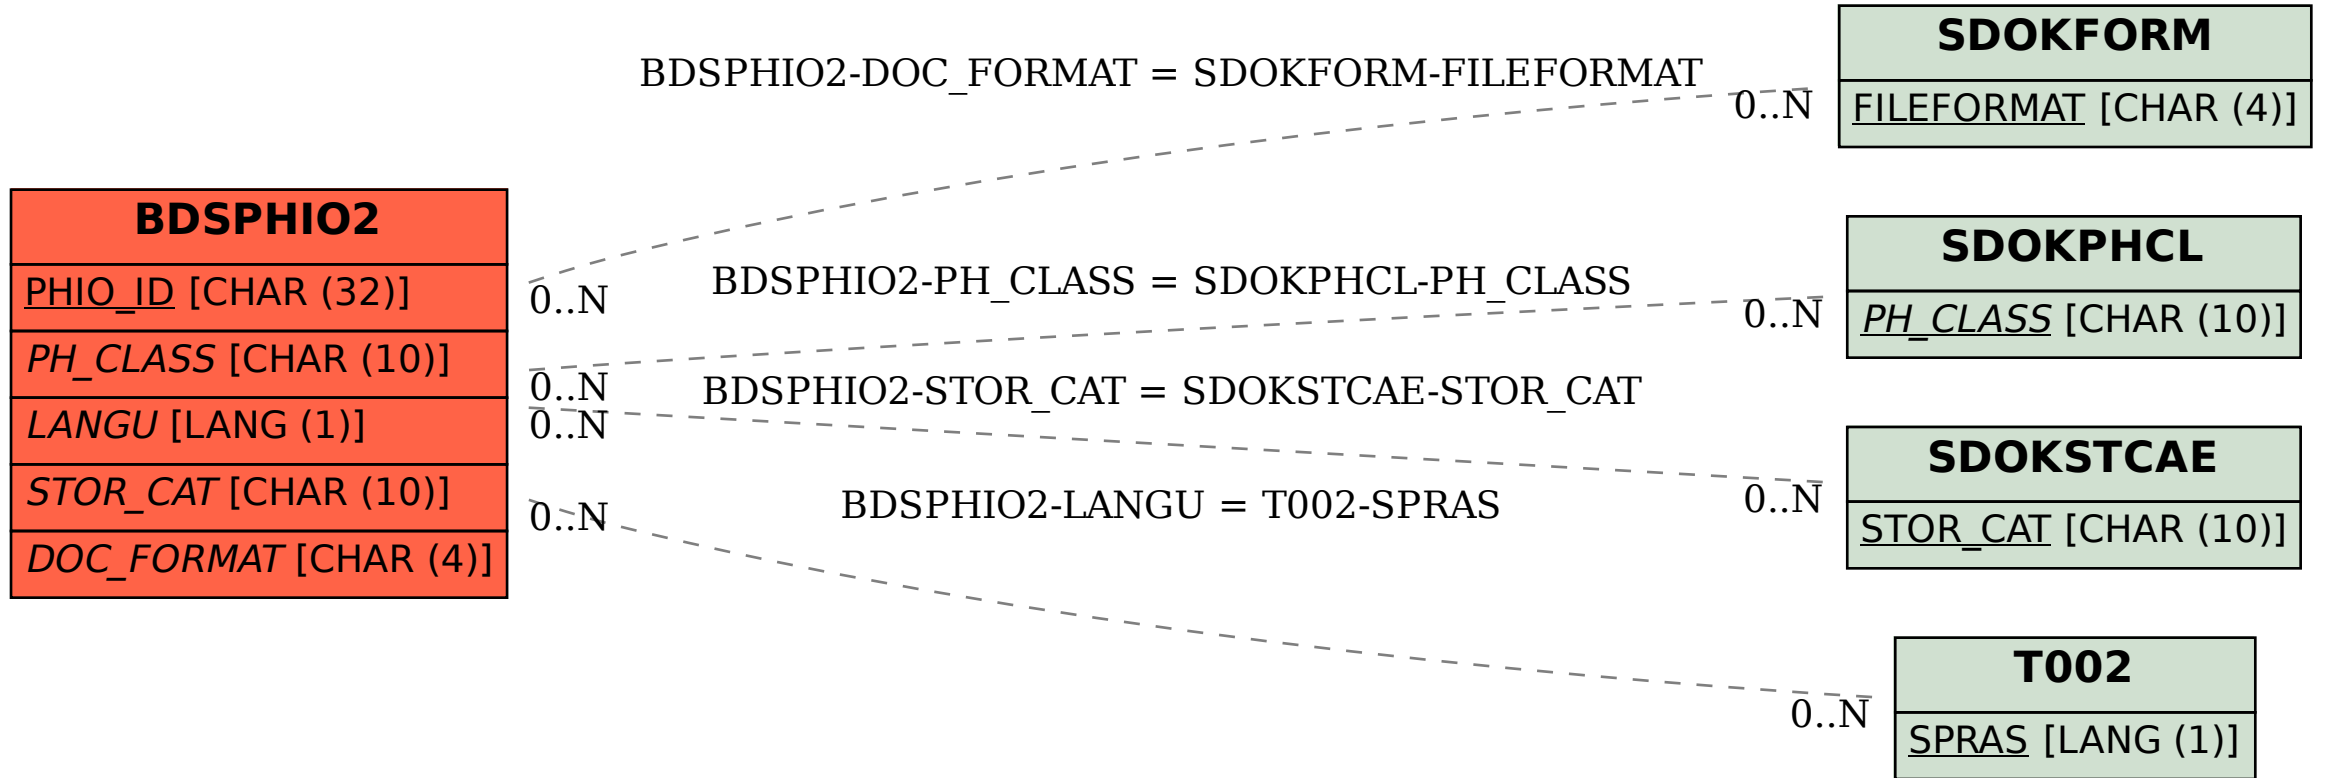 BDSPHIO2
PHIO_ID [CHAR (32)]
PH_CLASS [CHAR (10)]
LANGU [LANG (1)]
STOR_CAT [CHAR (10)]
DOC_FORMAT [CHAR (4)]
BDSPHIO2-DOC_FORMAT = SDOKFORM-FILEFORMAT
0..N
0..N
BDSPHIO2-PH_CLASS = SDOKPHCL-PH_CLASS
0..N
0..N
BDSPHIO2-STOR_CAT = SDOKSTCAE-STOR_CAT
0..N
0..N
BDSPHIO2-LANGU = T002-SPRAS
0..N
0..N
SDOKFORM
FILEFORMAT [CHAR (4)]
SDOKPHCL
PH_CLASS [CHAR (10)]
SDOKSTCAE
STOR_CAT [CHAR (10)]
T002
SPRAS [LANG (1)]